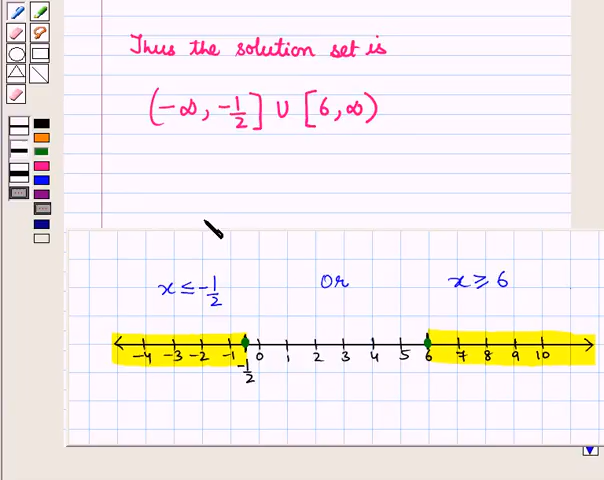 Thus the solution set is
(-∞, -1/2] ∪ [6, ∞)
x ≤ -1/2 Or x ≥ 6
-4 -3 -2 -1 0 1 2 3 4 5 6 7 8 9 10
-1/2